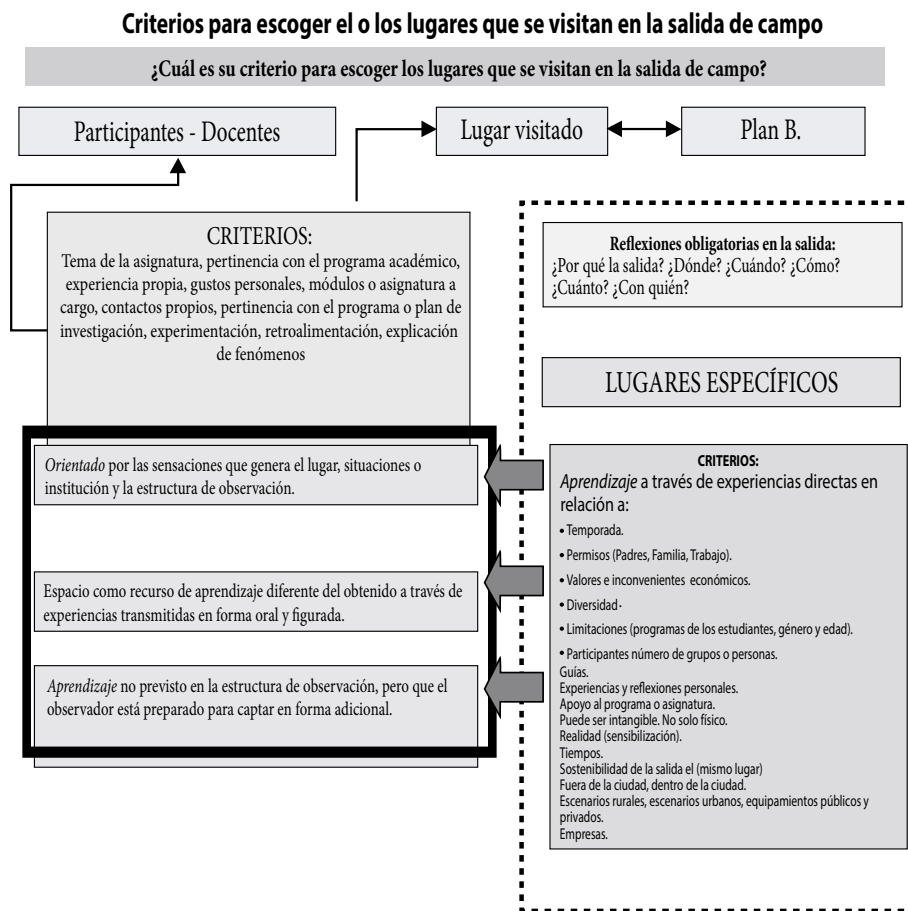 Criterios para escoger el o los lugares que se visitan en la salida de campo
¿Cuál es su criterio para escoger los lugares que se visitan en la salida de campo?
Participantes - Docentes
Lugar visitado
Plan B.
CRITERIOS:
Tema de la asignatura, pertinencia con el programa académico,
experiencia propia, gustos personales, módulos o asignatura a
cargo, contactos propios, pertinencia con el programa o plan de
investigación, experimentación, retroalimentación, explicación
de fenómenos
Orientado por las sensaciones que genera el lugar, situaciones o
institución y la estructura de observación.
Espacio como recurso de aprendizaje diferente del obtenido a través de
experiencias transmitidas en forma oral y figurada.
Aprendizaje no previsto en la estructura de observación, pero que el
observador está preparado para captar en forma adicional.
Reflexiones obligatorias en la salida:
¿Por qué la salida? ¿Dónde? ¿Cuándo? ¿Cómo?
¿Cuánto? ¿Con quién?
LUGARES ESPECÍFICOS
CRITERIOS:
Aprendizaje a través de experiencias directas en
relación a:
• Temporada.
• Permisos (Padres, Familia, Trabajo).
• Valores e inconvenientes económicos.
• Diversidad·
• Limitaciones (programas de los estudiantes, género y edad).
• Participantes número de grupos o personas.
Guías.
Experiencias y reflexiones personales.
Apoyo al programa o asignatura.
Puede ser intangible. No solo físico.
Realidad (sensibilización).
Tiempos.
Sostenibilidad de la salida el (mismo lugar)
Fuera de la ciudad, dentro de la ciudad.
Escenarios rurales, escenarios urbanos, equipamientos públicos y
privados.
Empresas.